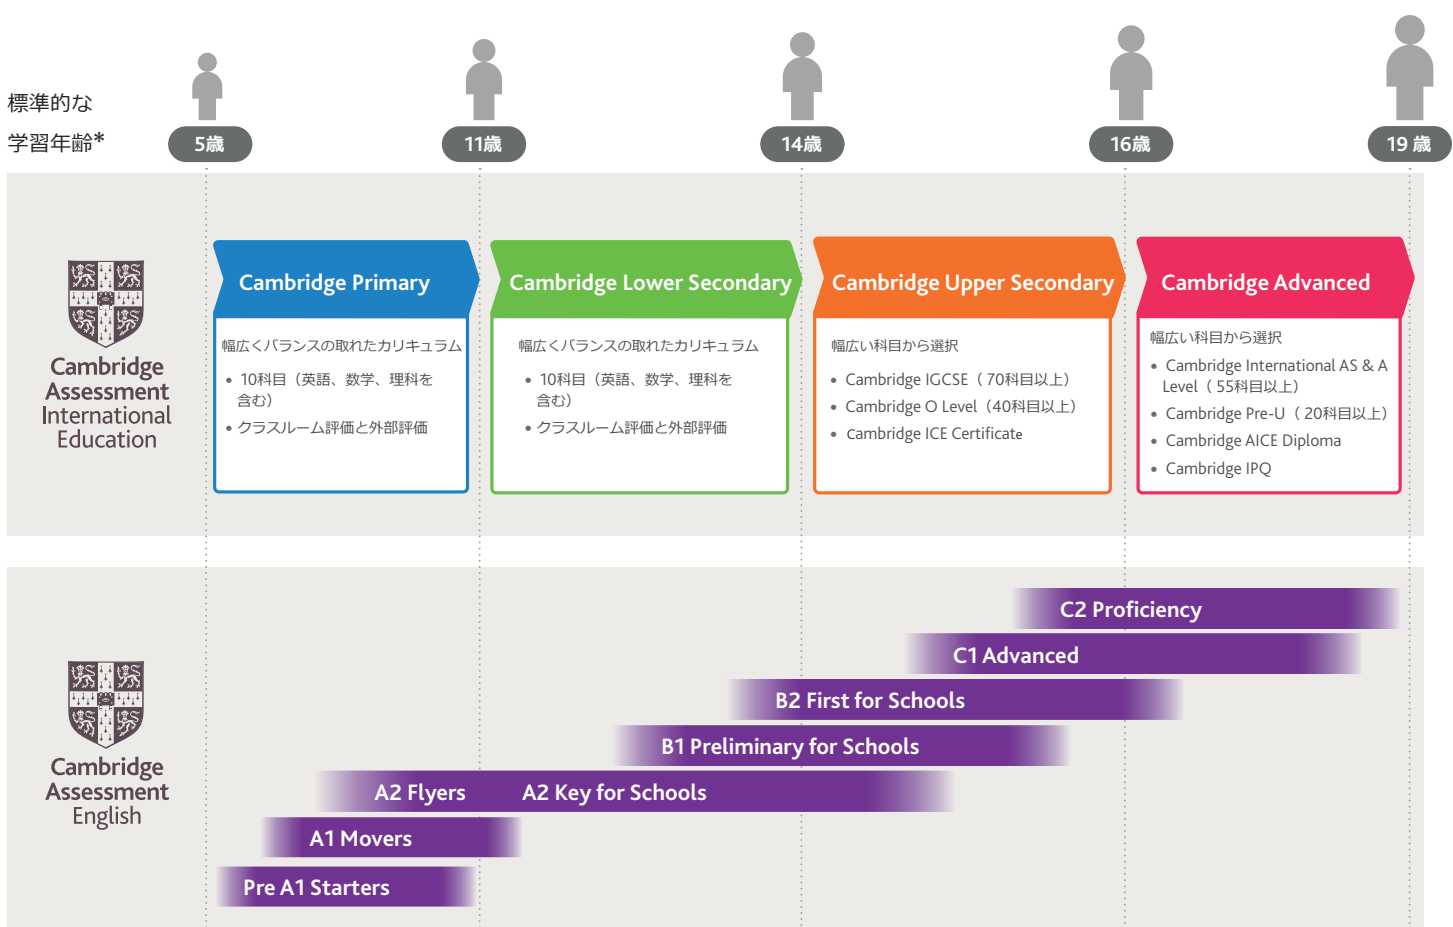 標準的な
学習年齢*
5歳
11歳
14歳
16歳
19 歳
Cambridge
Assessment
International
Education
Cambridge Primary
幅広くバランスの取れたカリキュラム
• 10科目（英語、数学、理科を
含む）
• クラスルーム評価と外部評価
Cambridge Lower Secondary
幅広くバランスの取れたカリキュラム
• 10科目（英語、数学、理科を
含む）
• クラスルーム評価と外部評価
Cambridge Upper Secondary
幅広い科目から選択
• Cambridge IGCSE（ 70科目以上）
• Cambridge O Level（40科目以上）
• Cambridge ICE Certificate
Cambridge Advanced
幅広い科目から選択
• Cambridge International AS & A
Level（ 55科目以上）
• Cambridge Pre-U（ 20科目以上）
• Cambridge AICE Diploma
• Cambridge IPQ
Cambridge
Assessment
English
C2 Proficiency
C1 Advanced
B2 First for Schools
B1 Preliminary for Schools
A2 Flyers
A2 Key for Schools
A1 Movers
Pre A1 Starters